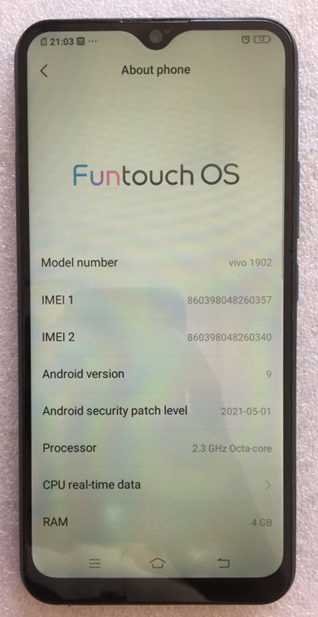 21:03 ...
About phone
Funtouch OS
Model number vivo 1902
IMEI 1 860398048260357
IMEI 2 860398048260340
Android version 9
Android security patch level 2021-05-01
Processor 2.3 GHz Octa-core
CPU real-time data
RAM 4 GB